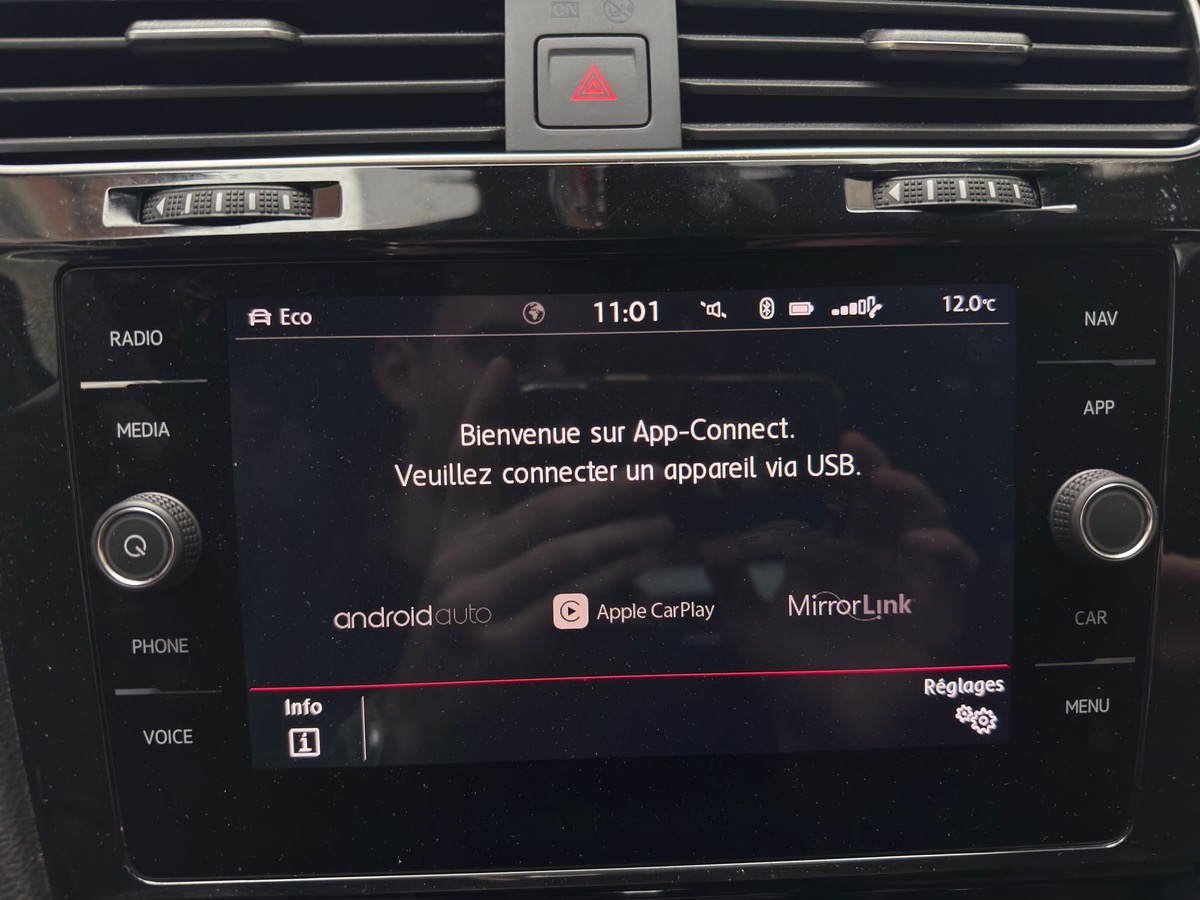 RADIO
MEDIA
PHONE
VOICE
Eco
11:01
12.0°C
Bienvenue sur App-Connect.
Veuillez connecter un appareil via USB.
androidauto
Apple CarPlay
MirrorLink
Info
Réglages
NAV
APP
CAR
MENU